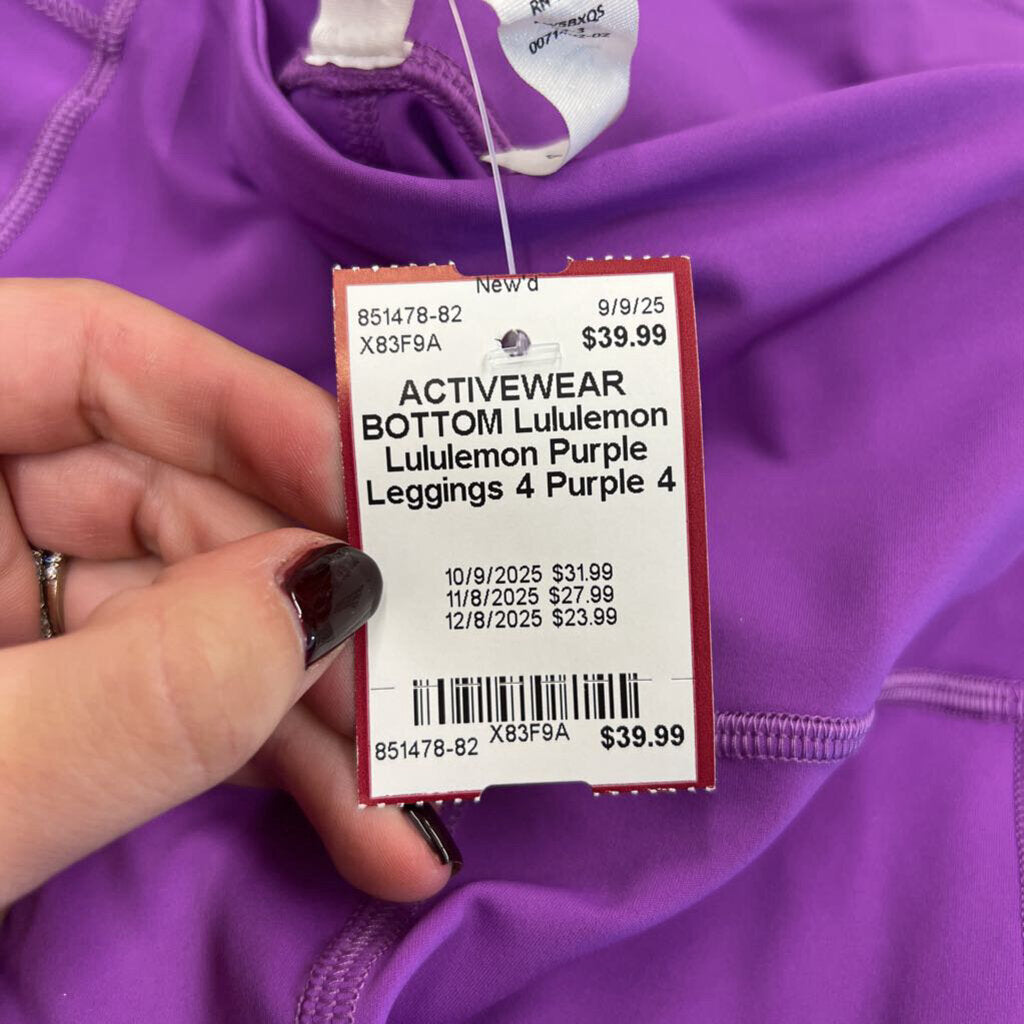 RN
0071
New'd
851478-82 9/9/25
X83F9A $39.99
ACTIVEWEAR
BOTTOM Lululemon
Lululemon Purple
Leggings 4 Purple 4
10/9/2025 $31.99
11/8/2025 $27.99
12/8/2025 $23.99
851478-82 X83F9A $39.99